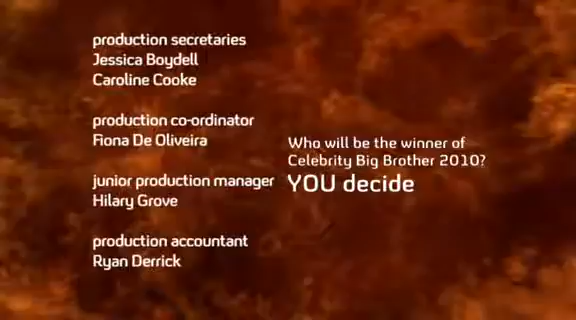 production secretaries
Jessica Boydell
Caroline Cooke
production co-ordinator
Fiona De Oliveira
junior production manager
Hilary Grove
production accountant
Ryan Derrick
Who will be the winner of
Celebrity Big Brother 2010?
YOU decide